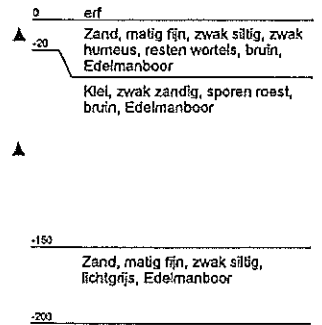 0 erf
Zand, matig fijn, zwak siltig, zwak
-20 humeus, resten wortels, bruin,
Edelmanboor
Klei, zwak zandig, sporen roest,
bruin, Edelmanboor
-150
Zand, matig fijn, zwak siltig,
lichtgrijs, Edelmanboor
-200